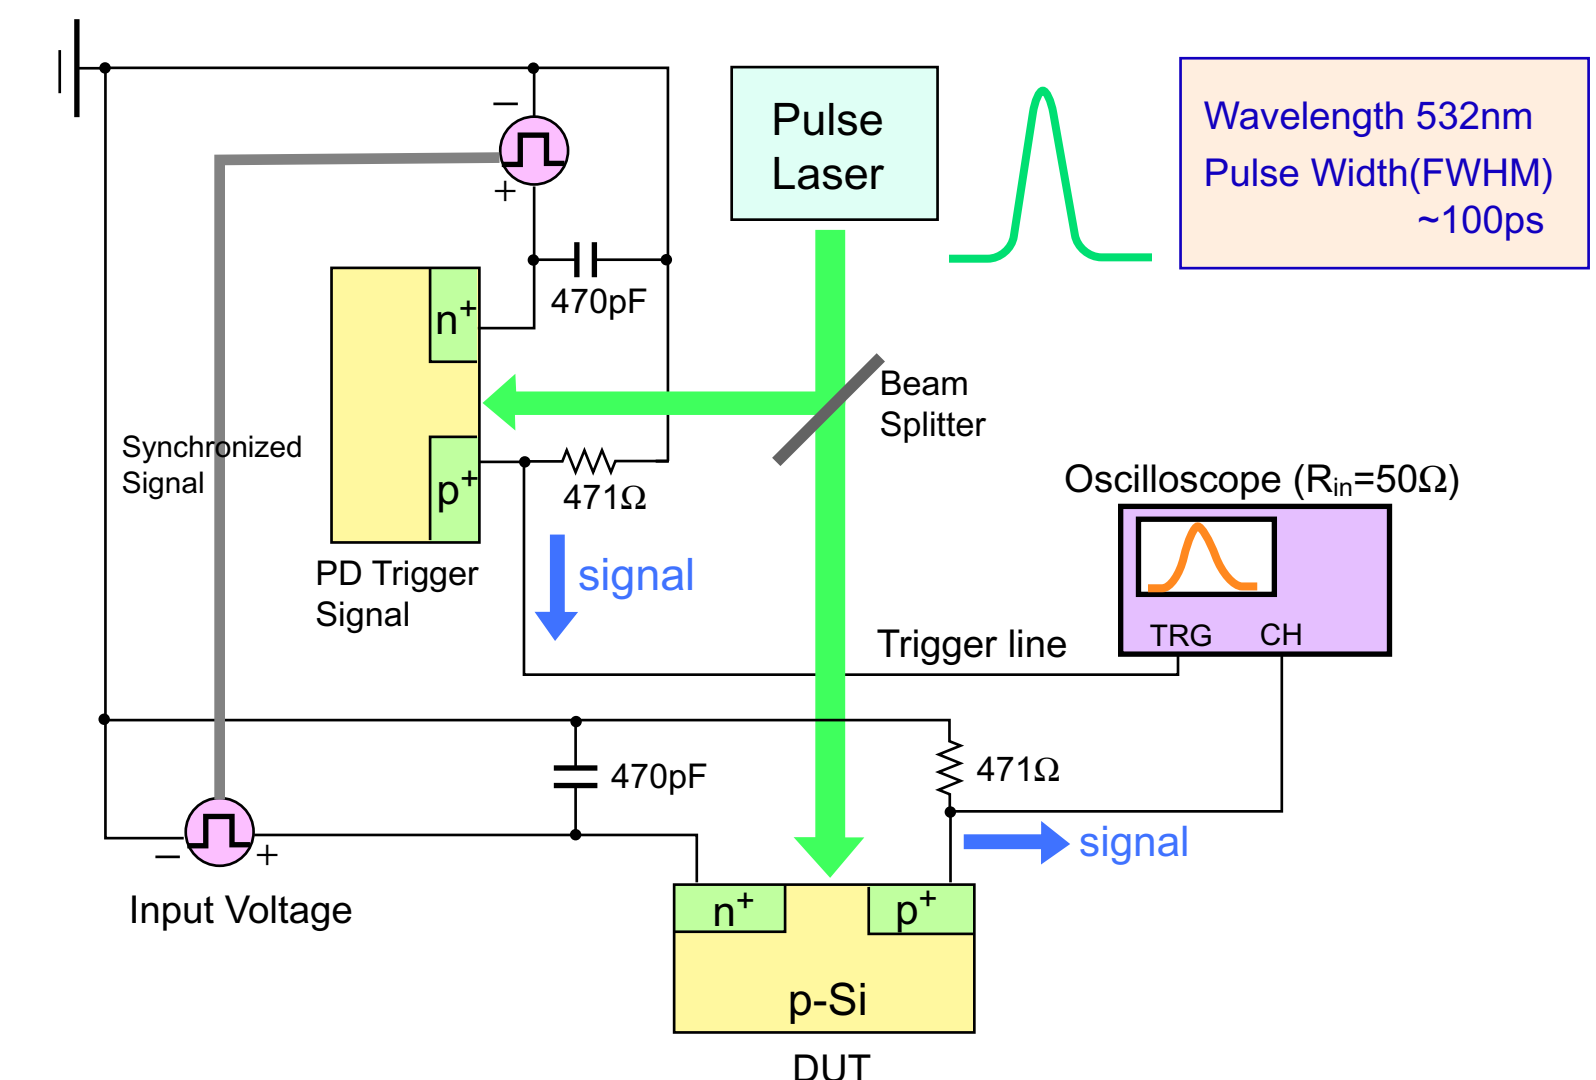 Pulse
Laser
Wavelength 532nm
Pulse Width(FWHM)
~100ps
−
+
470pF
n⁺
Beam
Splitter
Synchronized
Signal
p⁺
471Ω
Oscilloscope (Rin=50Ω)
PD Trigger
Signal
signal
TRG CH
Trigger line
470pF
471Ω
signal
− +
Input Voltage
n⁺
p⁺
p-Si
DUT